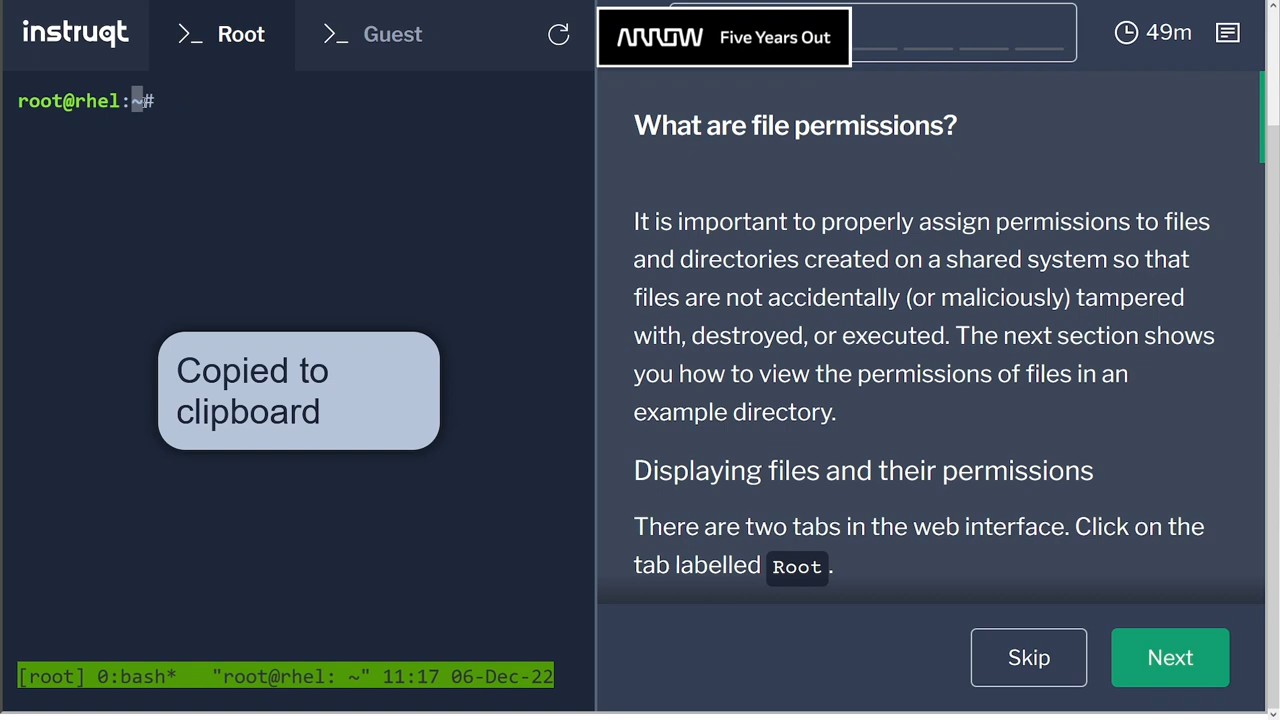 instruqt
>_ Root
>_ Guest
ARROW Five Years Out
49m
root@rhel:~#
Copied to
clipboard
[root] 0:bash* "root@rhel: ~" 11:17 06-Dec-22
What are file permissions?
It is important to properly assign permissions to files
and directories created on a shared system so that
files are not accidentally (or maliciously) tampered
with, destroyed, or executed. The next section shows
you how to view the permissions of files in an
example directory.
Displaying files and their permissions
There are two tabs in the web interface. Click on the
tab labelled Root.
Skip
Next